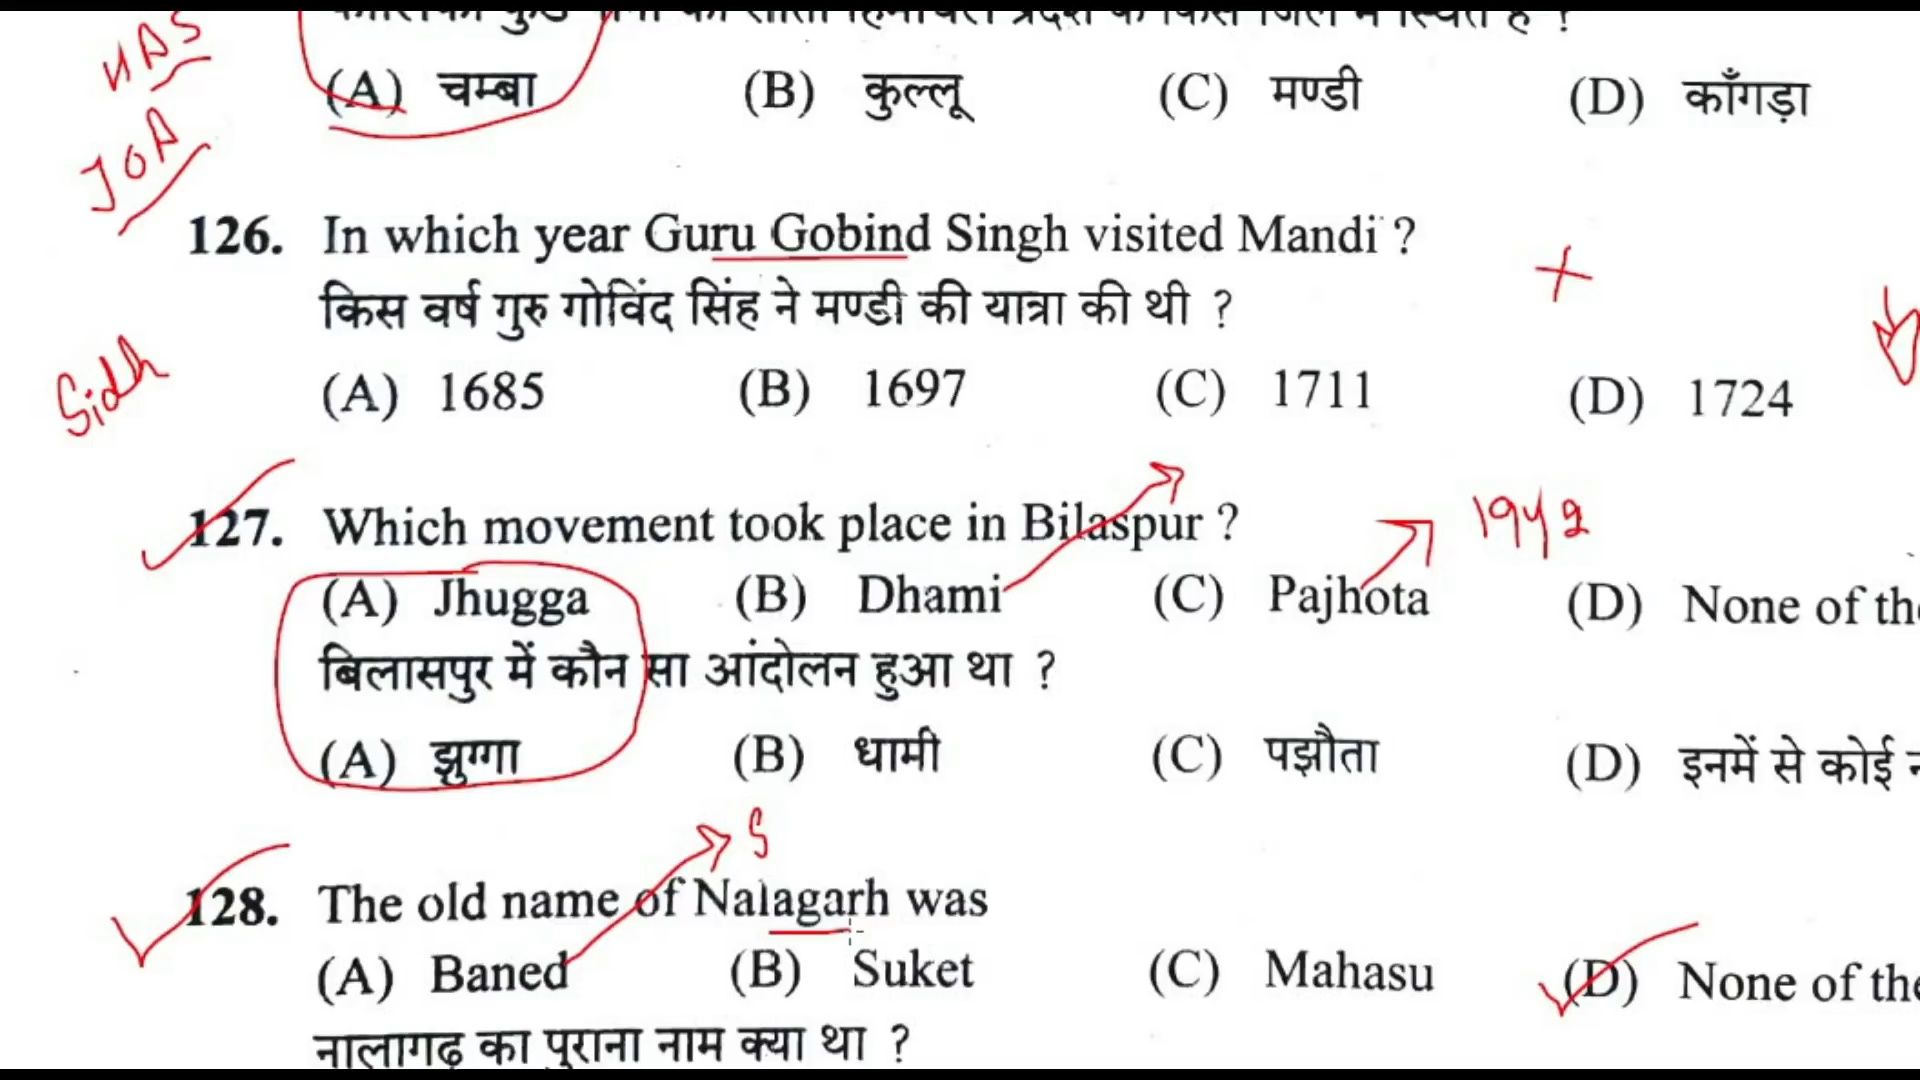 (A) चम्बा (B) कुल्लू (C) मण्डी (D) काँगड़ा
HAS
JOA
126. In which year Guru Gobind Singh visited Mandi ?
किस वर्ष गुरु गोविंद सिंह ने मण्डी की यात्रा की थी ?
(A) 1685 (B) 1697 (C) 1711 (D) 1724
Sidh
127. Which movement took place in Bilaspur ?
1942
(A) Jhugga (B) Dhami (C) Pajhota (D) None of
बिलासपुर में कौन सा आंदोलन हुआ था ?
(A) झुग्गा (B) धामी (C) पझौता (D) इनमें से कोई
S
128. The old name of Nalagarh was
(A) Baned (B) Suket (C) Mahasu (D) None of
नालागढ़ का पुराना नाम क्या था ?